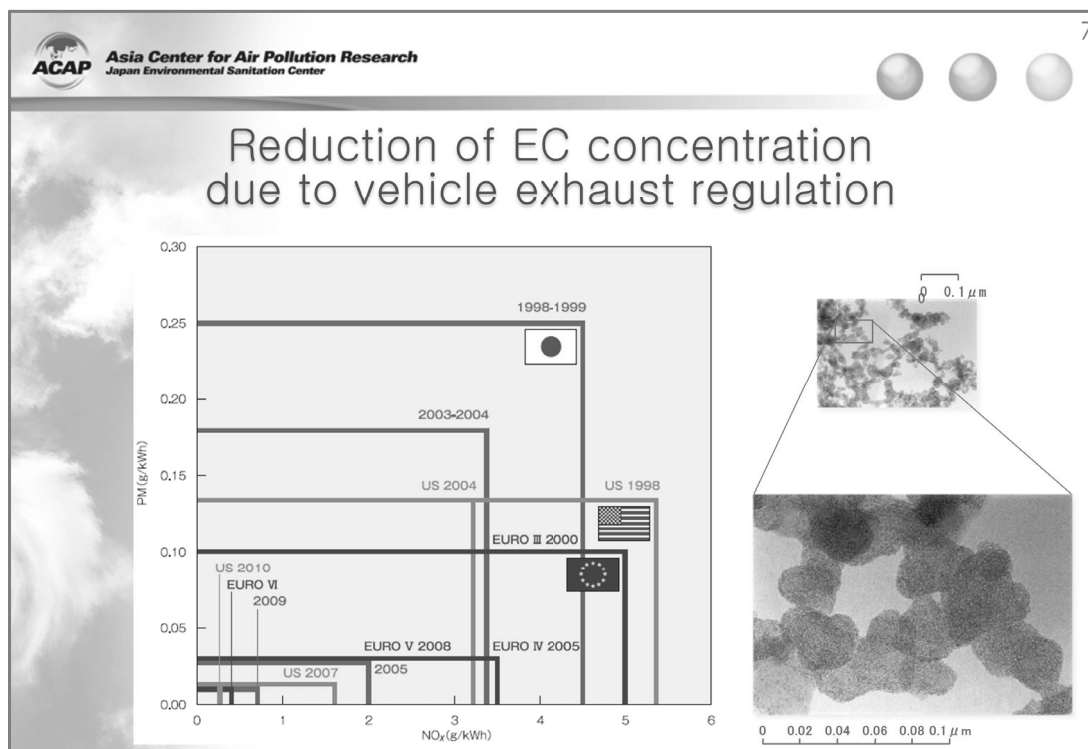 7
ACAP
Asia Center for Air Pollution Research
Japan Environmental Sanitation Center
Reduction of EC concentration
due to vehicle exhaust regulation
0.30
0.25
0.20
0.15
0.10
0.05
0.00
PM(g/kWh)
1998-1999
2003-2004
US 2004
US 1998
EURO Ⅲ 2000
US 2010
EURO Ⅵ
2009
EURO Ⅴ 2008
EURO Ⅳ 2005
2005
US 2007
0 1 2 3 4 5 6
NOx(g/kWh)
0 0.1μm
0
0 0.02 0.04 0.06 0.08 0.1μm